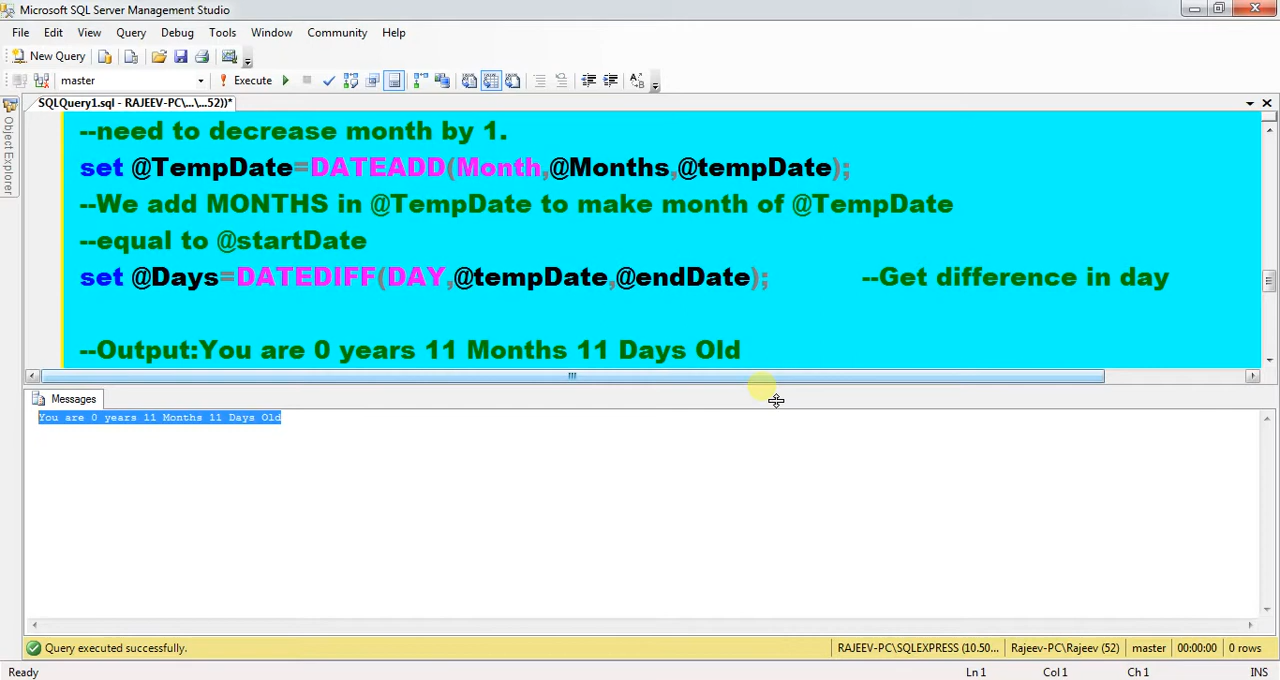 Microsoft SQL Server Management Studio
File Edit View Query Debug Tools Window Community Help
New Query
master Execute
SQLQuery1.sql - RAJEEV-PC\...\...52))*
Object Explorer
--need to decrease month by 1.
set @TempDate=DATEADD(Month,@Months,@tempDate);
--We add MONTHS in @TempDate to make month of @TempDate
--equal to @startDate
set @Days=DATEDIFF(DAY,@tempDate,@endDate); --Get difference in day
--Output:You are 0 years 11 Months 11 Days Old
Messages
You are 0 years 11 Months 11 Days Old
Query executed successfully. RAJEEV-PC\SQLEXPRESS (10.50... Rajeev-PC\Rajeev (52) master 00:00:00 0 rows
Ready Ln 1 Col 1 Ch 1 INS